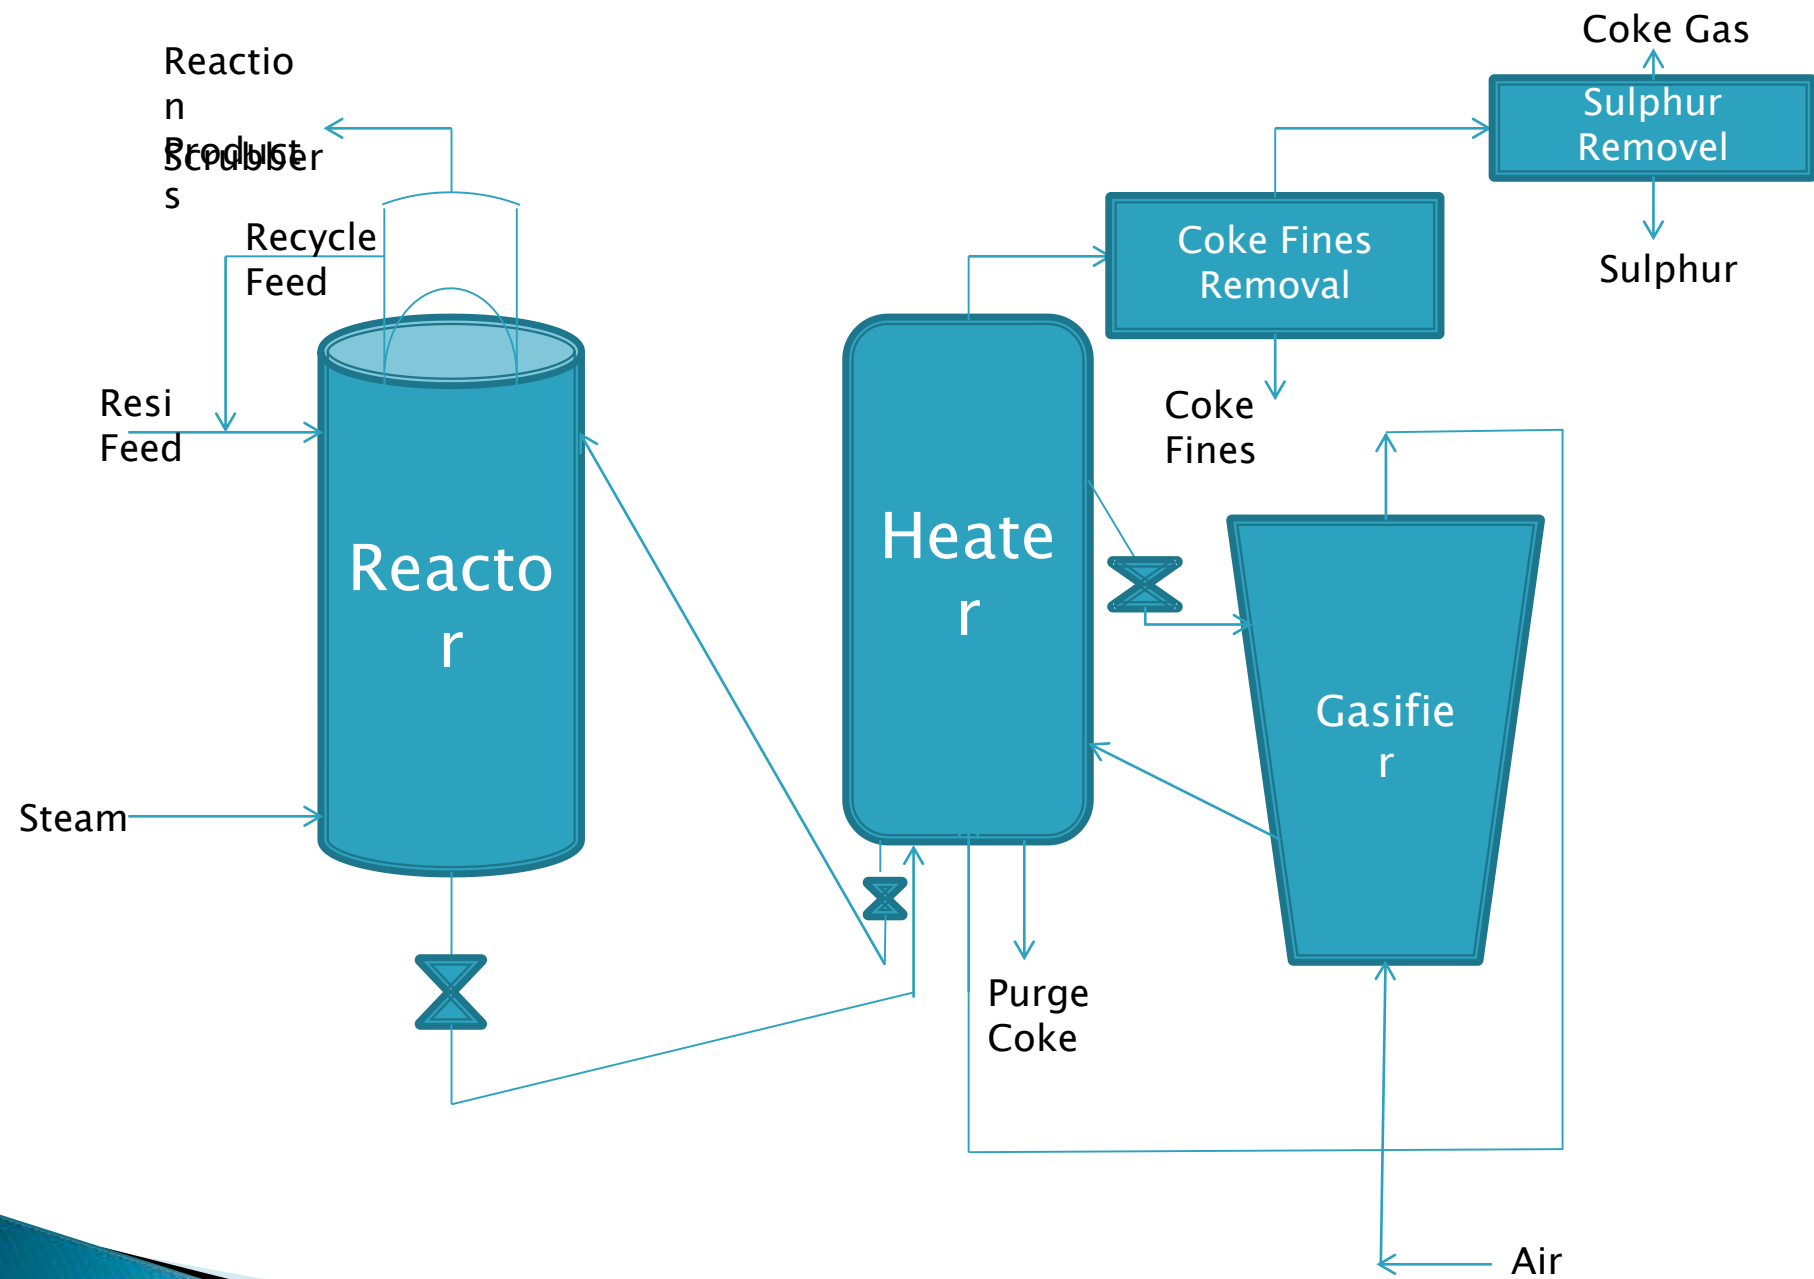 Coke Gas
Reactio
n
Product
s
Scrubber
Sulphur
Removel
Recycle
Feed
Coke Fines
Removal
Sulphur
Resi
Feed
Coke
Fines
Heate
r
Reacto
r
Gasifie
r
Steam
Purge
Coke
Air